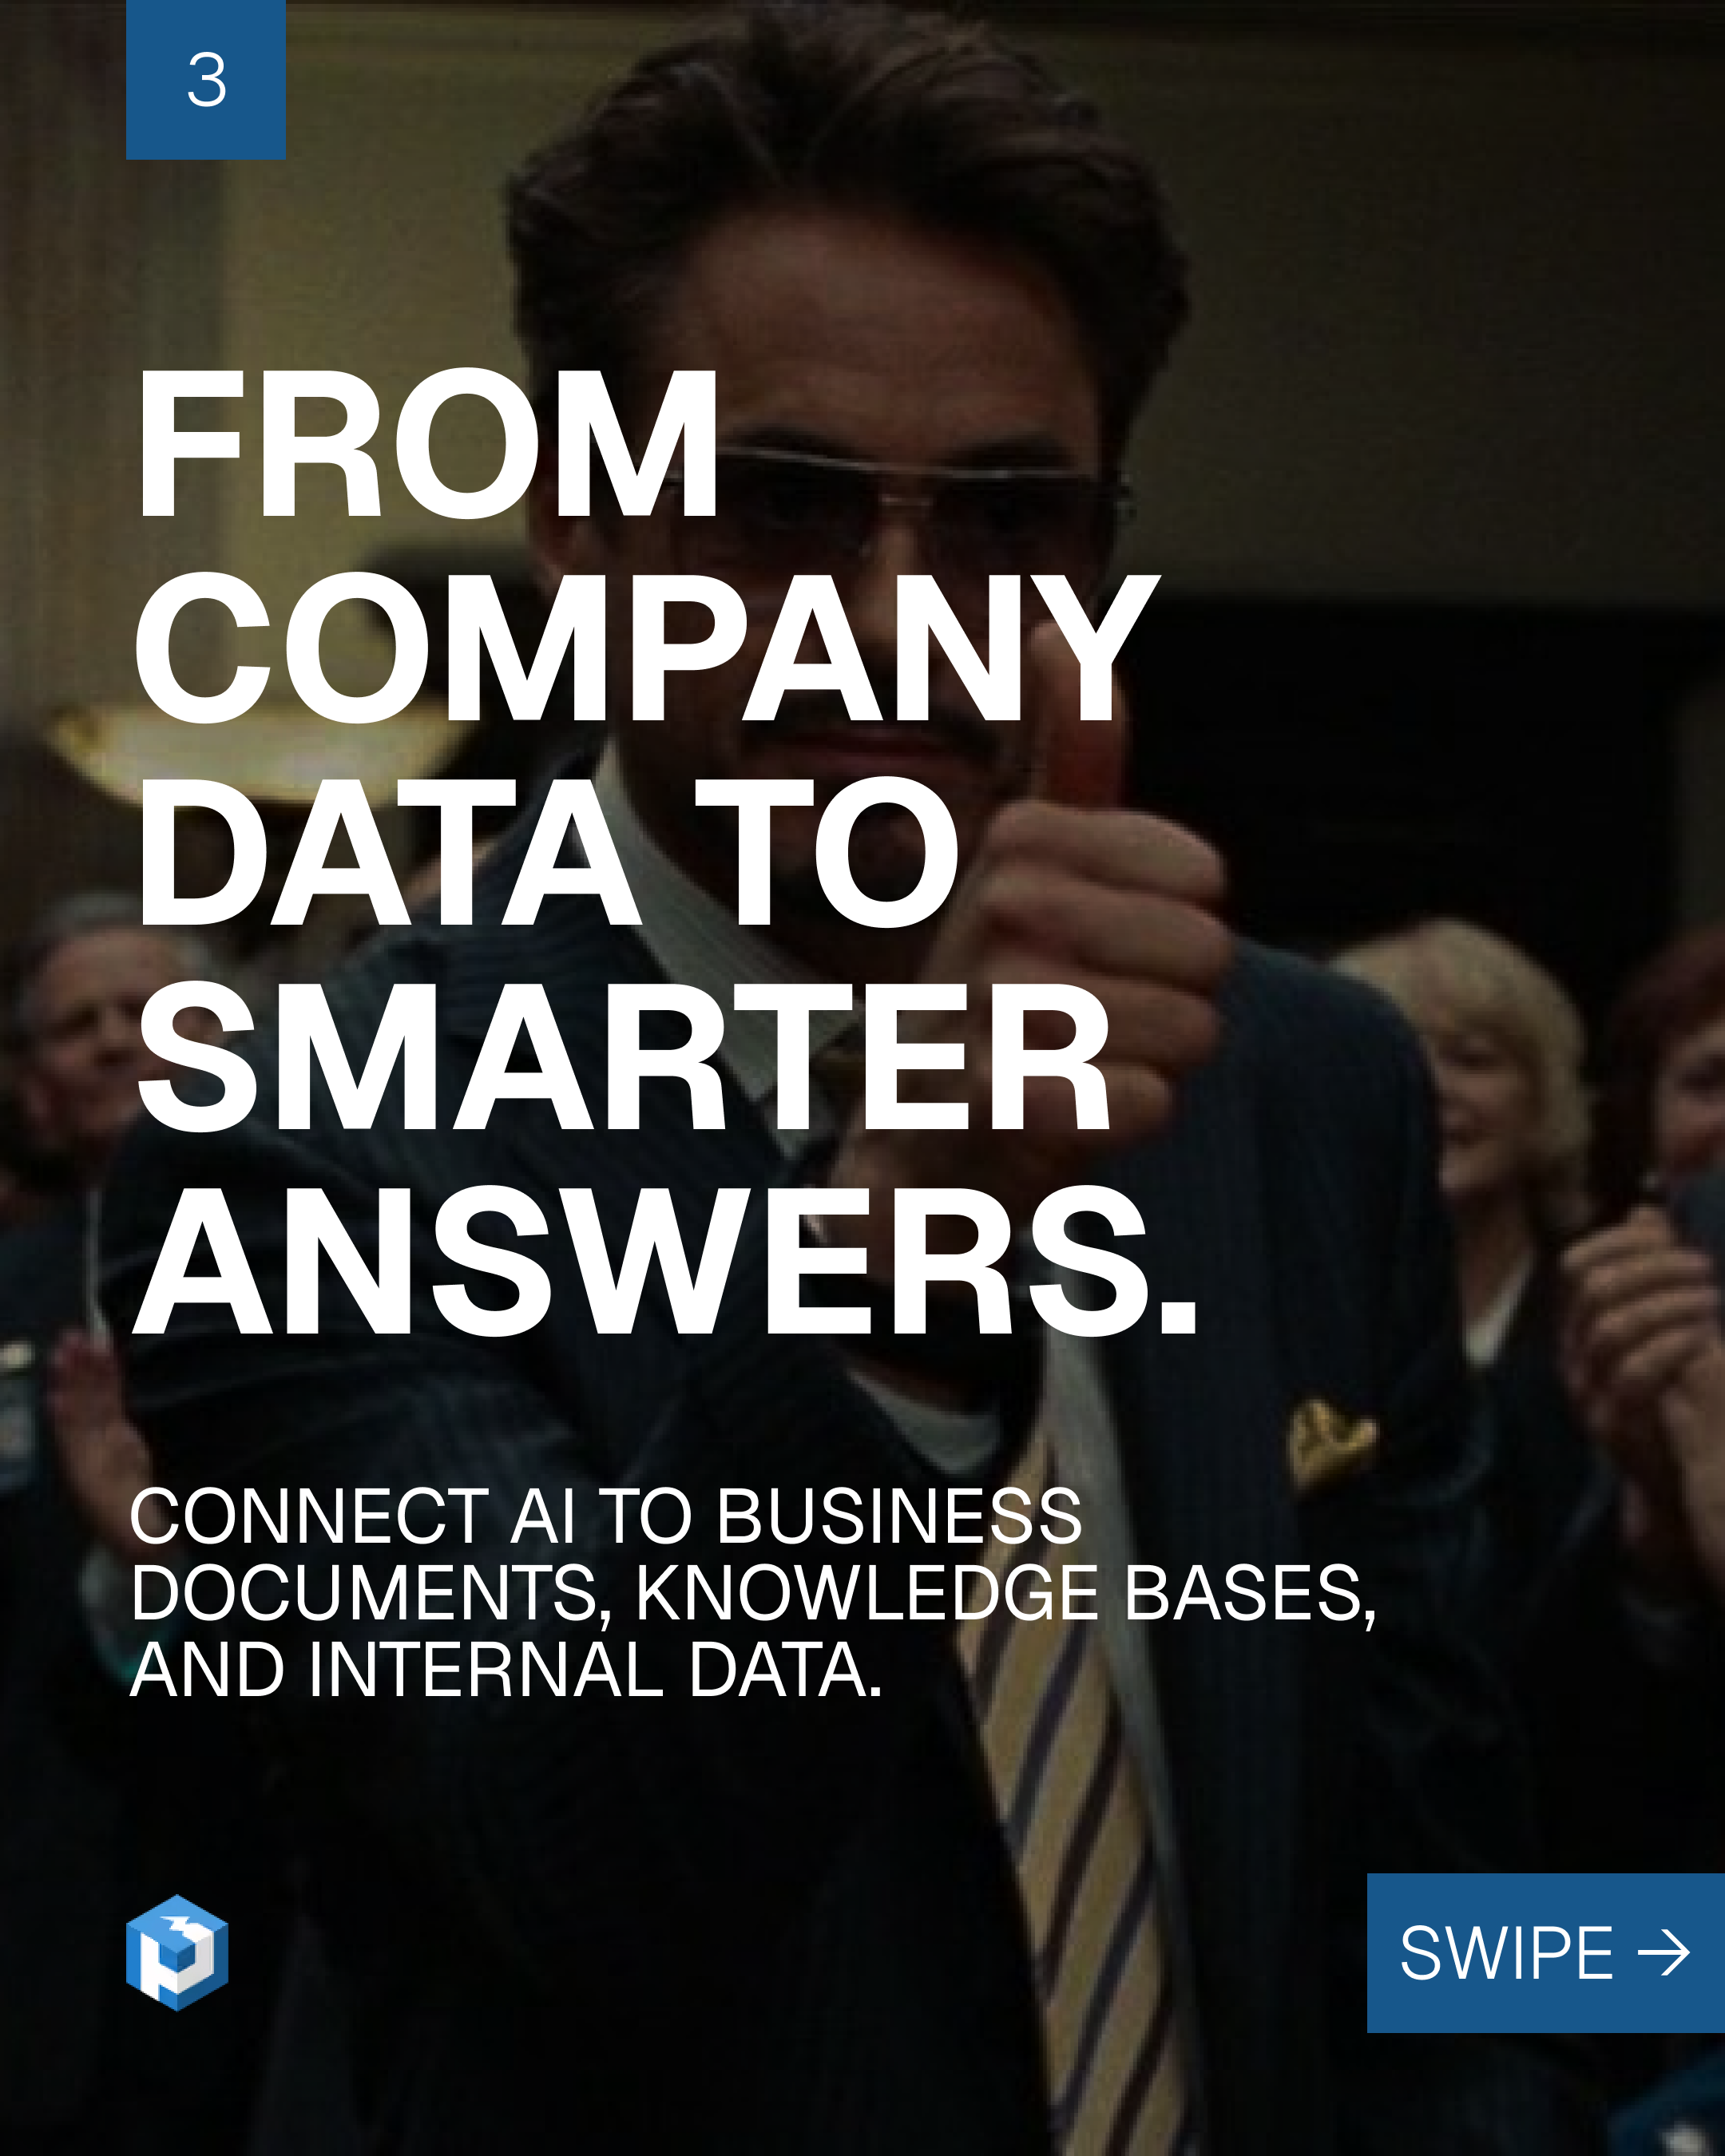 3
FROM
COMPANY
DATA TO
SMARTER
ANSWERS.
CONNECT AI TO BUSINESS
DOCUMENTS, KNOWLEDGE BASES,
AND INTERNAL DATA.
SWIPE →